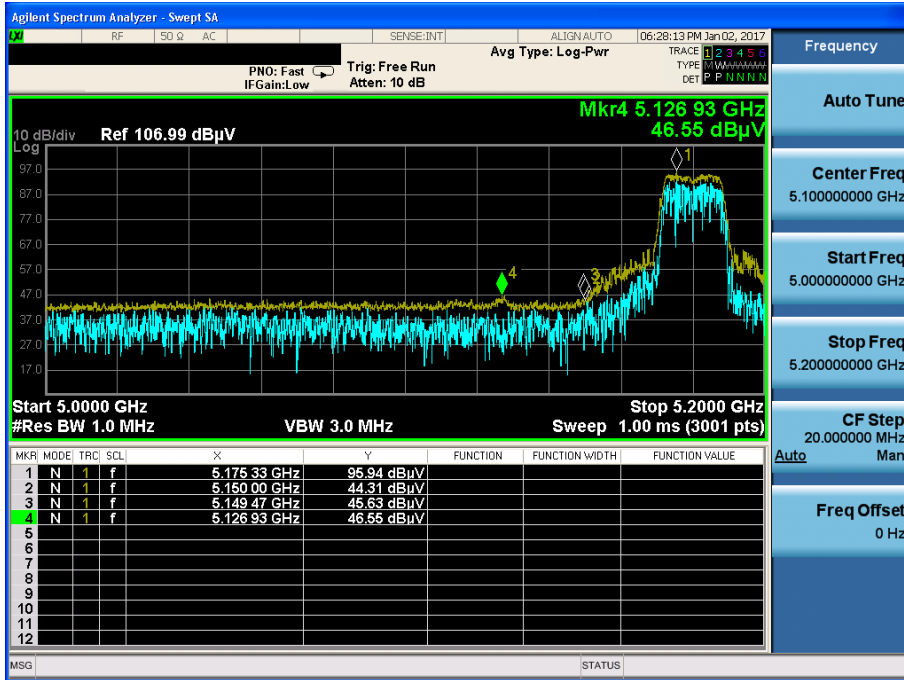 Agilent Spectrum Analyzer - Swept SA
LXI RF 50 Ω AC SENSE:INT ALIGN AUTO 06:28:13 PM Jan 02, 2017
Frequency
Avg Type: Log-Pwr TRACE 1 2 3 4 5 6
PNO: Fast Trig: Free Run TYPE MWWWWW
IFGain:Low Atten: 10 dB DET P P N N N N
Auto Tune
Mkr4 5.126 93 GHz
10 dB/div Ref 106.99 dBµV 46.55 dBµV
Log
97.0
87.0
77.0
67.0
57.0
47.0
37.0
27.0
17.0
1
4
3
Center Freq
5.100000000 GHz
Start Freq
5.000000000 GHz
Stop Freq
5.200000000 GHz
Start 5.0000 GHz Stop 5.2000 GHz
#Res BW 1.0 MHz VBW 3.0 MHz Sweep 1.00 ms (3001 pts)
CF Step
20.000000 MHz
Auto Man
MKR MODE TRC SCL X Y FUNCTION FUNCTION WIDTH FUNCTION VALUE
1 N 1 f 5.175 33 GHz 95.94 dBµV
2 N 1 f 5.150 00 GHz 44.31 dBµV
3 N 1 f 5.149 47 GHz 45.63 dBµV
4 N 1 f 5.126 93 GHz 46.55 dBµV
5
6
7
8
9
10
11
12
Freq Offset
0 Hz
MSG STATUS